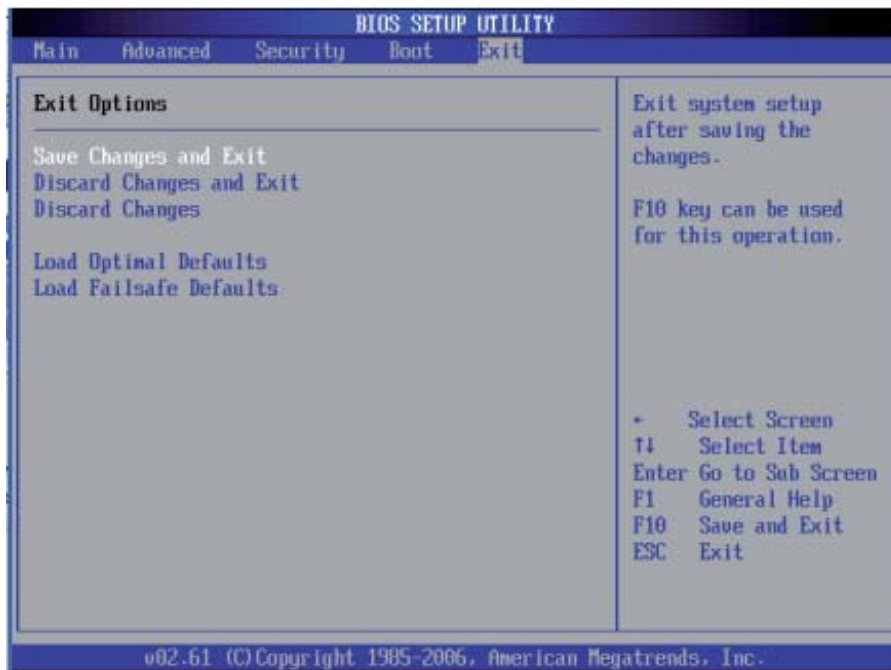 BIOS SETUP UTILITY
Main Advanced Security Boot Exit
Exit Options
Save Changes and Exit
Discard Changes and Exit
Discard Changes
Load Optimal Defaults
Load Failsafe Defaults
Exit system setup
after saving the
changes.
F10 key can be used
for this operation.
← Select Screen
↑↓ Select Item
Enter Go to Sub Screen
F1 General Help
F10 Save and Exit
ESC Exit
v02.61 (C)Copyright 1985-2006, American Megatrends, Inc.